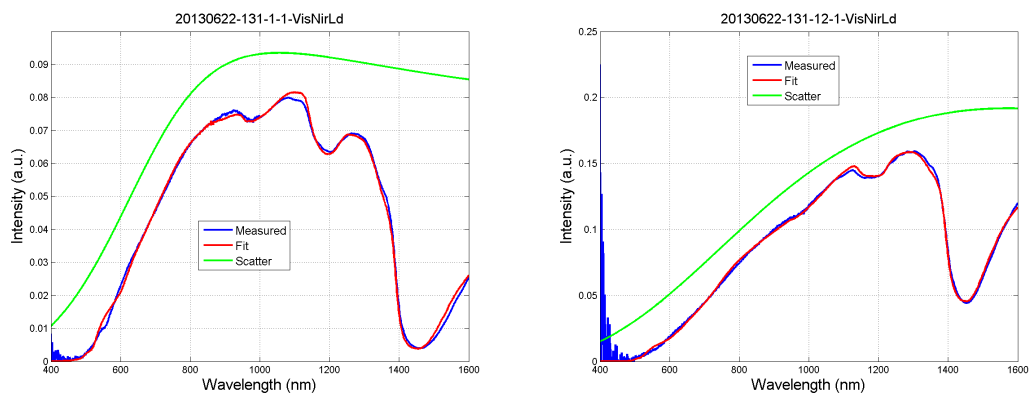 20130622-131-1-1-VisNirLd
0.09
0.08
0.07
0.06
0.05
0.04
0.03
0.02
0.01
0
400 600 800 1000 1200 1400 1600
Intensity (a.u.)
Wavelength (nm)
Measured
Fit
Scatter
20130622-131-12-1-VisNirLd
0.25
0.2
0.15
0.1
0.05
0
400 600 800 1000 1200 1400 1600
Intensity (a.u.)
Wavelength (nm)
Measured
Fit
Scatter